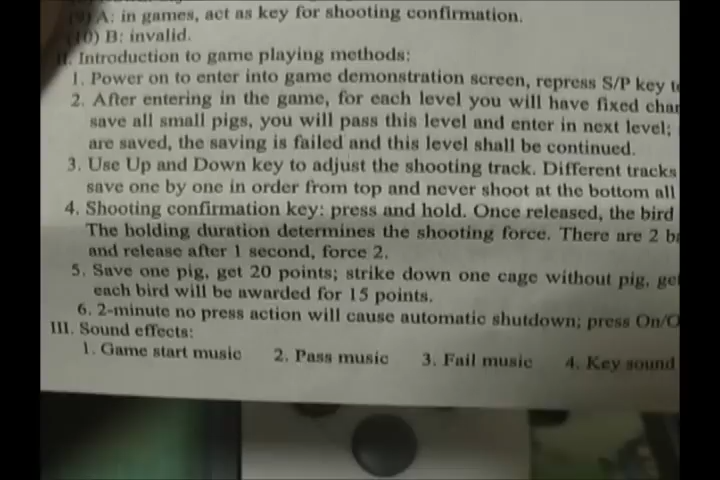 (9) A: in games, act as key for shooting confirmation.
(10) B: invalid.
II. Introduction to game playing methods:
1. Power on to enter into game demonstration screen, repress S/P key
2. After entering in the game, for each level you will have fixed
save all small pigs, you will pass this level and enter in next level;
are saved, the saving is failed and this level shall be continued.
3. Use Up and Down key to adjust the shooting track. Different tracks
save one by one in order from top and never shoot at the bottom all
4. Shooting confirmation key: press and hold. Once released, the bird
The holding duration determines the shooting force. There are 2
and release after 1 second, force 2.
5. Save one pig, get 20 points; strike down one cage without pig,
each bird will be awarded for 15 points.
6. 2-minute no press action will cause automatic shutdown; press
III. Sound effects:
1. Game start music 2. Pass music 3. Fail music 4. Key sound